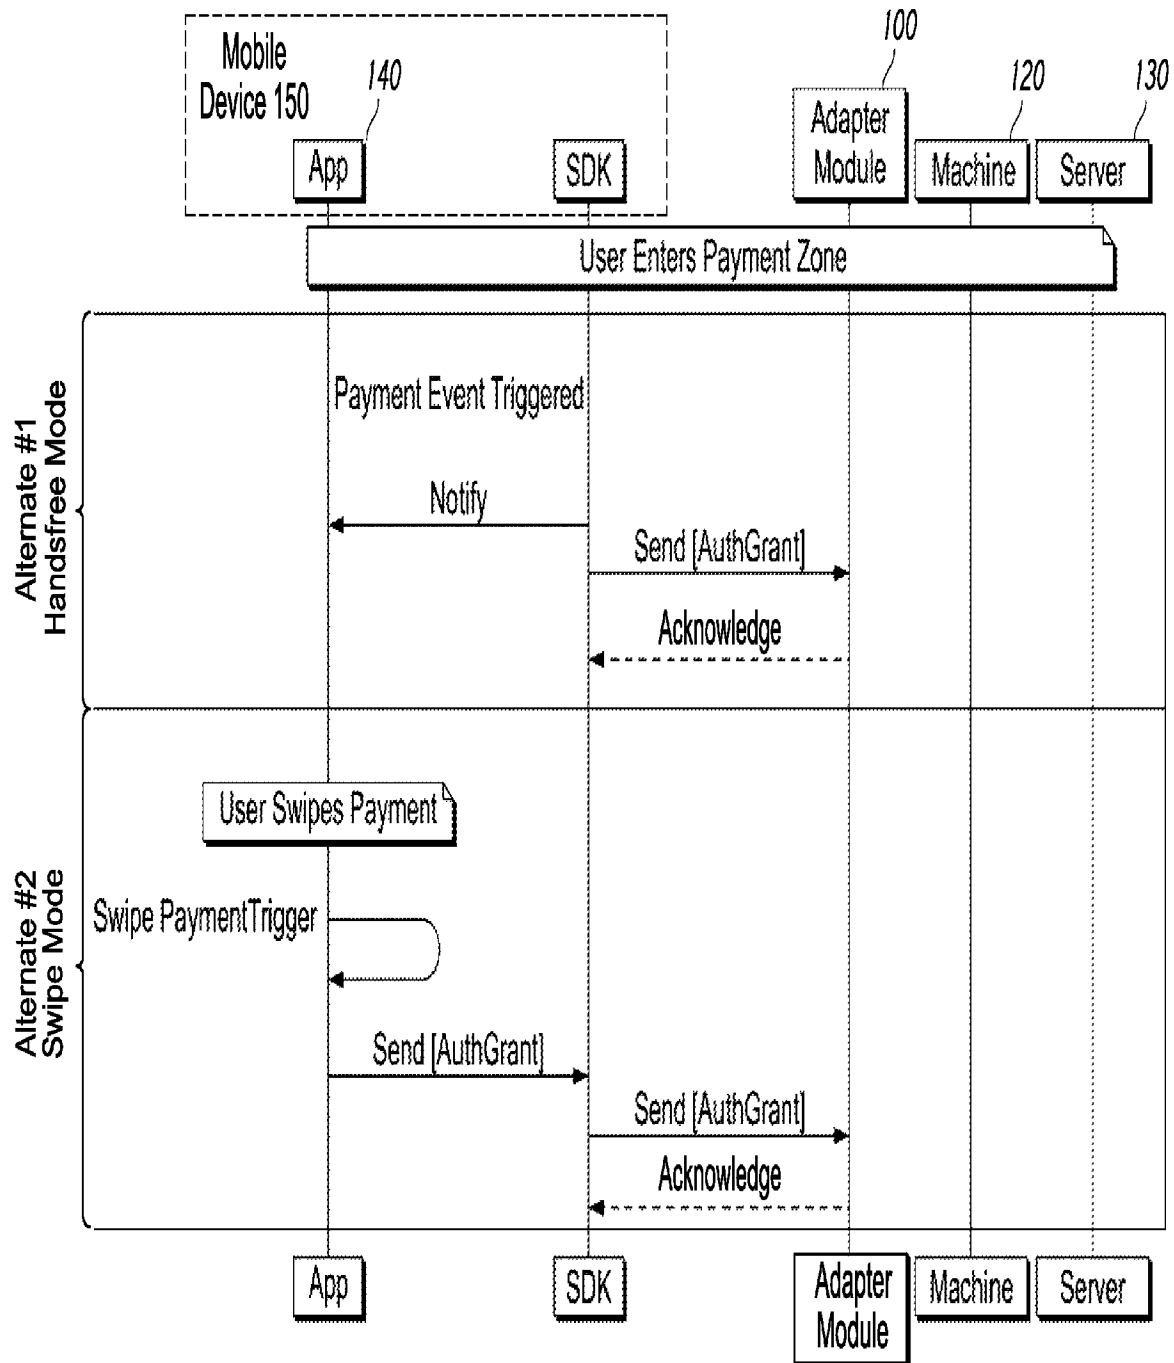 Mobile
Device 150
140
100
120
130
App
SDK
Adapter
Module
Machine
Server
User Enters Payment Zone
Alternate #1
Handsfree Mode
Payment Event Triggered
Notify
Send [AuthGrant]
Acknowledge
Alternate #2
Swipe Mode
User Swipes Payment
Swipe PaymentTrigger
Send [AuthGrant]
Send [AuthGrant]
Acknowledge
App
SDK
Adapter
Module
Machine
Server